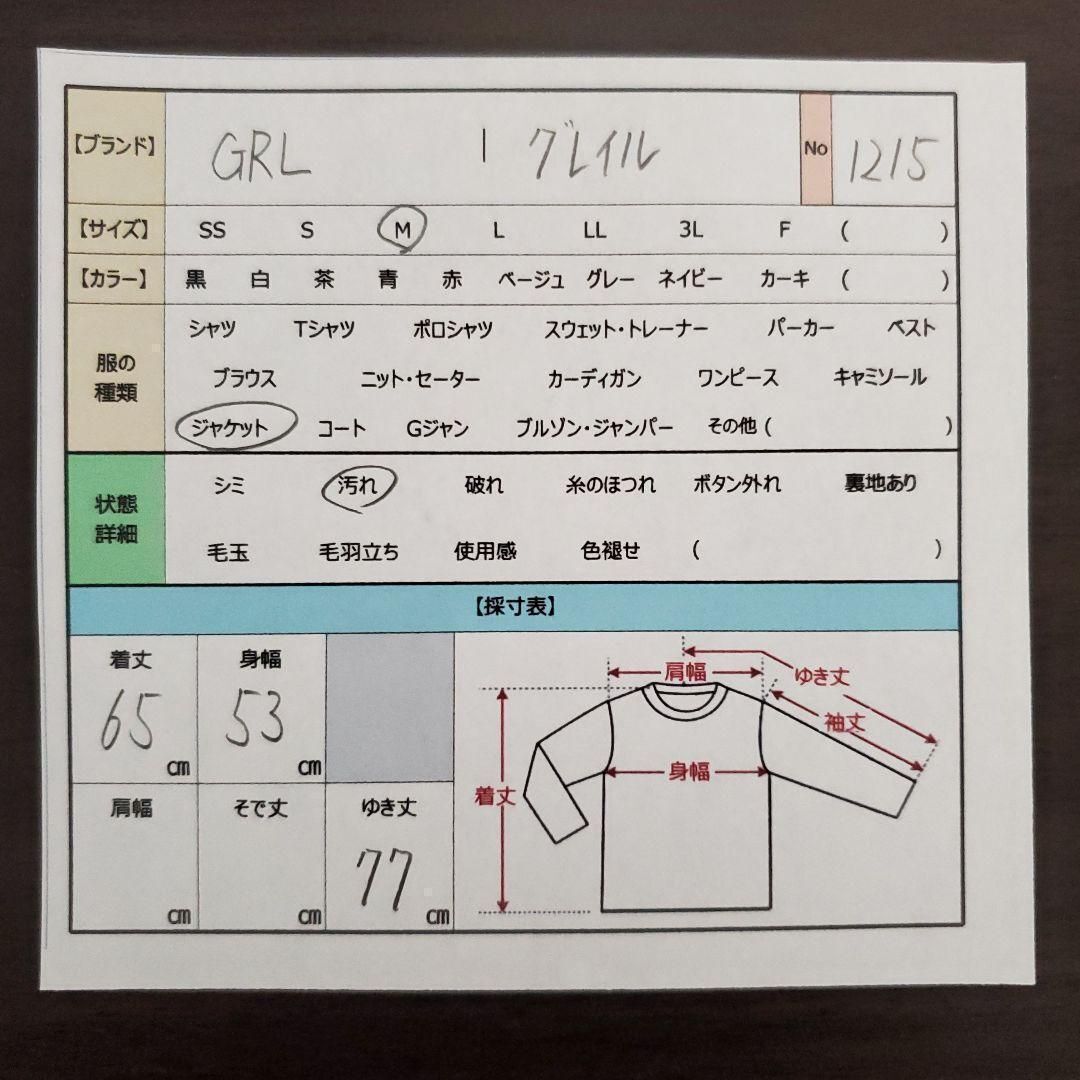 【ブランド】 GRL | グレイル No 1215
【サイズ】 SS S M L LL 3L F ( )
【カラー】 黒 白 茶 青 赤 ベージュ グレー ネイビー カーキ ( )
服の種類
シャツ Tシャツ ポロシャツ スウェット・トレーナー パーカー ベスト
ブラウス ニット・セーター カーディガン ワンピース キャミソール
ジャケット コート Gジャン ブルゾン・ジャンパー その他 ( )
状態詳細
シミ 汚れ 破れ 糸のほつれ ボタン外れ 裏地あり
毛玉 毛羽立ち 使用感 色褪せ ( )
【採寸表】
着丈 身幅
65 cm 53 cm
肩幅 そで丈 ゆき丈
cm cm 77 cm
肩幅
ゆき丈
袖丈
身幅
着丈